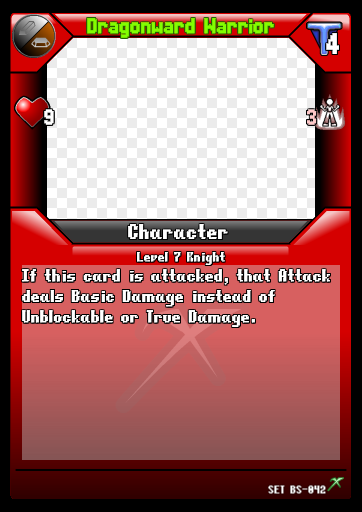 Dragonward Warrior
T 4
9
3
Character
Level 7 Knight
If this card is attacked, that Attack
deals Basic Damage instead of
Unblockable or True Damage.
SET BS-042